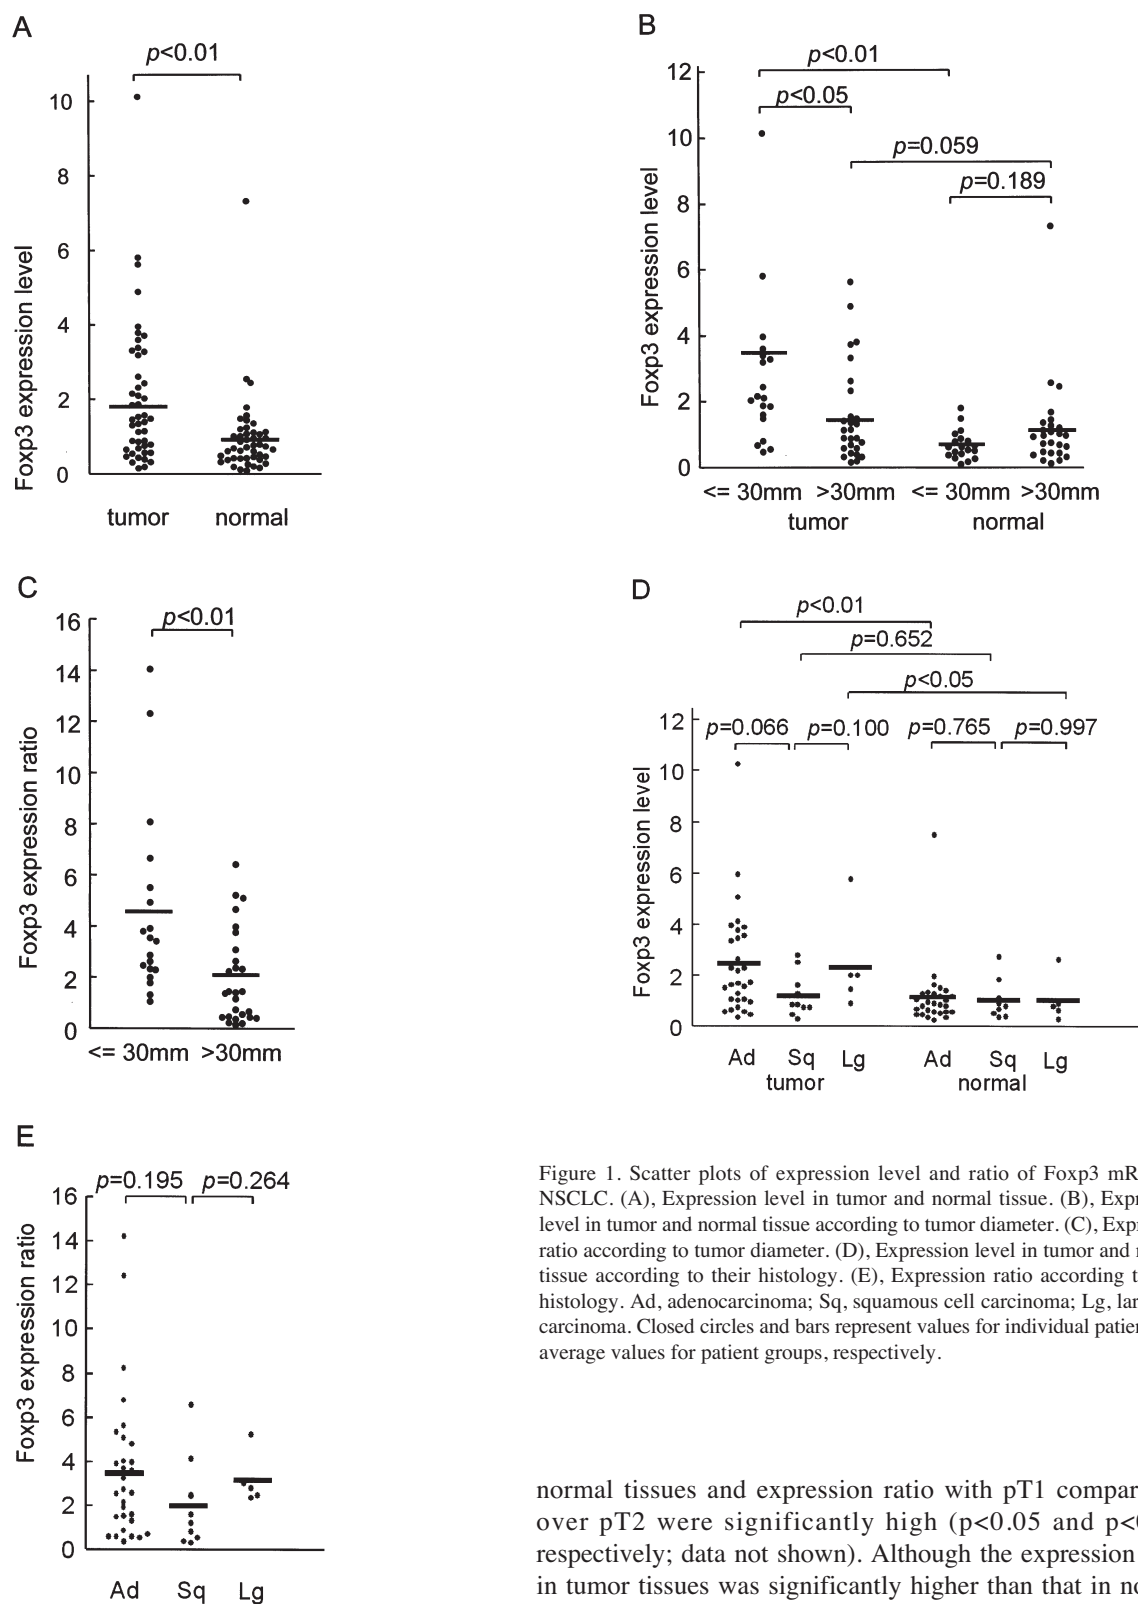 A
p<0.01
10
8
6
4
2
0
Foxp3 expression level
tumor normal
B
p<0.01
p<0.05
p=0.059
p=0.189
12
10
8
6
4
2
0
Foxp3 expression level
<= 30mm >30mm <= 30mm >30mm
tumor normal
C
p<0.01
16
14
12
10
8
6
4
2
0
Foxp3 expression ratio
<= 30mm >30mm
D
p<0.01
p=0.652
p<0.05
p=0.066 p=0.100 p=0.765 p=0.997
12
10
8
6
4
2
0
Foxp3 expression level
Ad Sq Lg Ad Sq Lg
tumor normal
E
p=0.195 p=0.264
16
14
12
10
8
6
4
2
0
Foxp3 expression ratio
Ad Sq Lg
Figure 1. Scatter plots of expression level and ratio of Foxp3 mR
NSCLC. (A), Expression level in tumor and normal tissue. (B), Expr
level in tumor and normal tissue according to tumor diameter. (C), Expr
ratio according to tumor diameter. (D), Expression level in tumor and
tissue according to their histology. (E), Expression ratio according t
histology. Ad, adenocarcinoma; Sq, squamous cell carcinoma; Lg, lar
carcinoma. Closed circles and bars represent values for individual patien
average values for patient groups, respectively.
normal tissues and expression ratio with pT1 compar
over pT2 were significantly high (p<0.05 and p<
respectively; data not shown). Although the expression
in tumor tissues was significantly higher than that in no